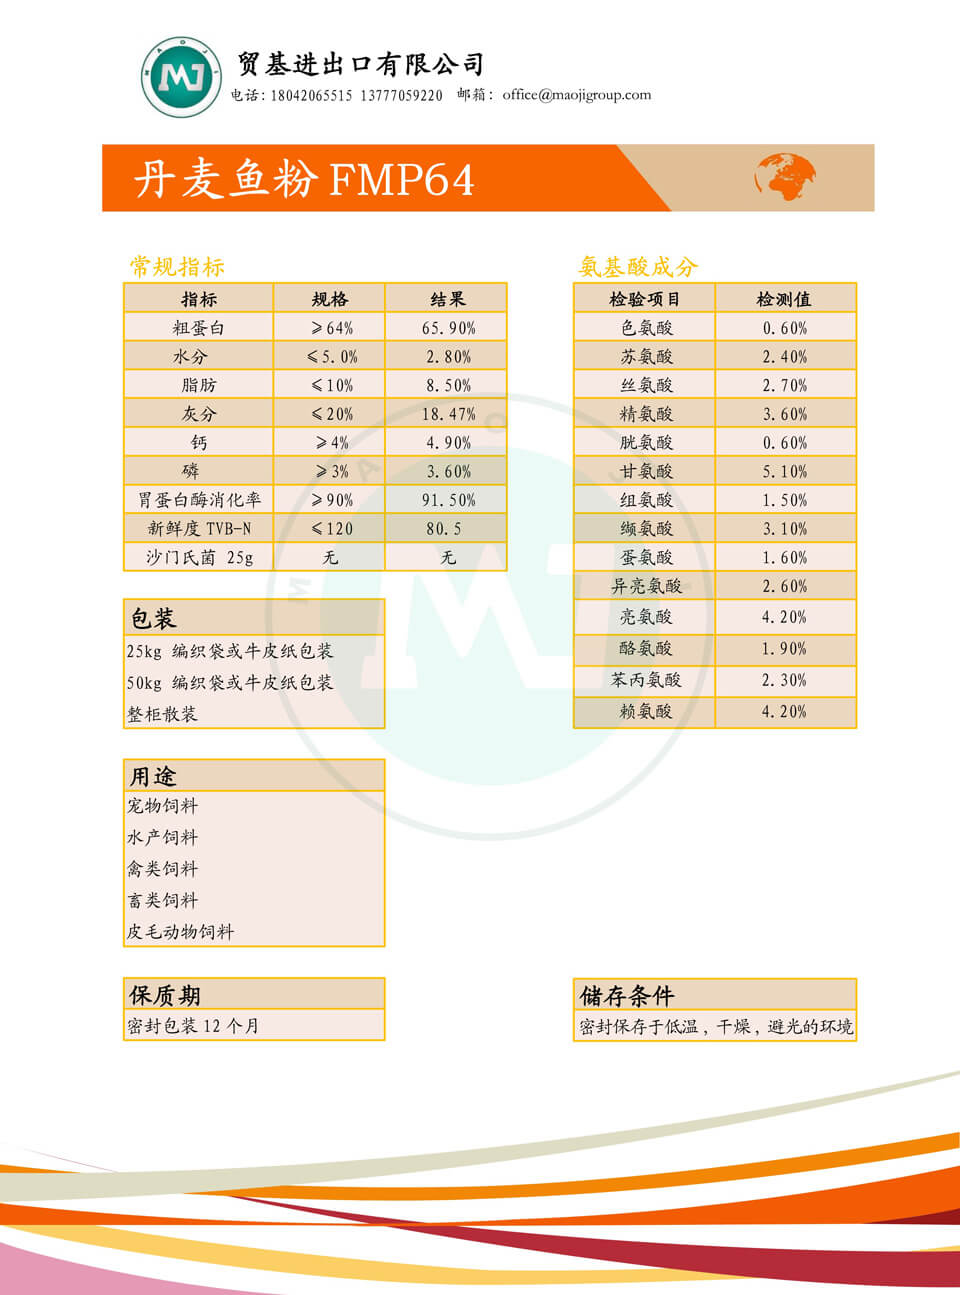 MAOJI
MJ
贸基进出口有限公司
电话:18042065515 13777059220 邮箱: office@maojigroup.com
丹麦鱼粉 FMP64
常规指标
指标 规格 结果
粗蛋白 ≥64% 65.90%
水分 ≤5.0% 2.80%
脂肪 ≤10% 8.50%
灰分 ≤20% 18.47%
钙 ≥4% 4.90%
磷 ≥3% 3.60%
胃蛋白酶消化率 ≥90% 91.50%
新鲜度 TVB-N ≤120 80.5
沙门氏菌 25g 无 无
氨基酸成分
检验项目 检测值
色氨酸 0.60%
苏氨酸 2.40%
丝氨酸 2.70%
精氨酸 3.60%
胱氨酸 0.60%
甘氨酸 5.10%
组氨酸 1.50%
缬氨酸 3.10%
蛋氨酸 1.60%
异亮氨酸 2.60%
亮氨酸 4.20%
酪氨酸 1.90%
苯丙氨酸 2.30%
赖氨酸 4.20%
包装
25kg 编织袋或牛皮纸包装
50kg 编织袋或牛皮纸包装
整柜散装
用途
宠物饲料
水产饲料
禽类饲料
畜类饲料
皮毛动物饲料
保质期
密封包装 12 个月
储存条件
密封保存于低温, 干燥, 避光的环境
MAOJI
MJ